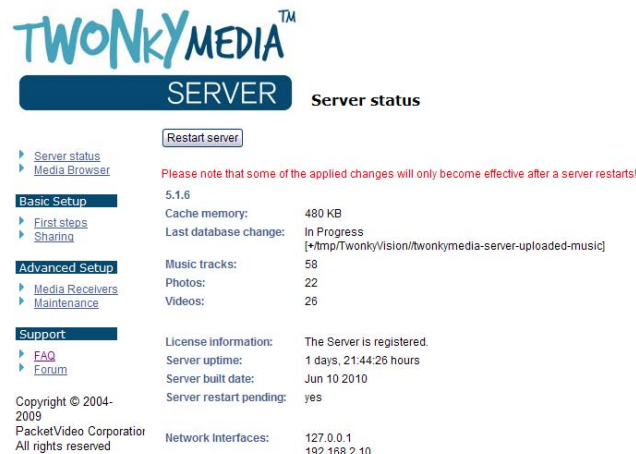 TWONKYMEDIA™
SERVER
Server status
Restart server
Server status
Media Browser
Please note that some of the applied changes will only become effective after a server restarts!
Basic Setup
First steps
Sharing
Advanced Setup
Media Receivers
Maintenance
Support
FAQ
Forum
Copyright © 2004-
2009
PacketVideo Corporation
All rights reserved
5.1.6
Cache memory: 480 KB
Last database change: In Progress
[+/tmp/TwonkyVision//twonkymedia-server-uploaded-music]
Music tracks: 58
Photos: 22
Videos: 26
License information: The Server is registered.
Server uptime: 1 days, 21:44:26 hours
Server built date: Jun 10 2010
Server restart pending: yes
Network Interfaces: 127.0.0.1
192.168.2.10